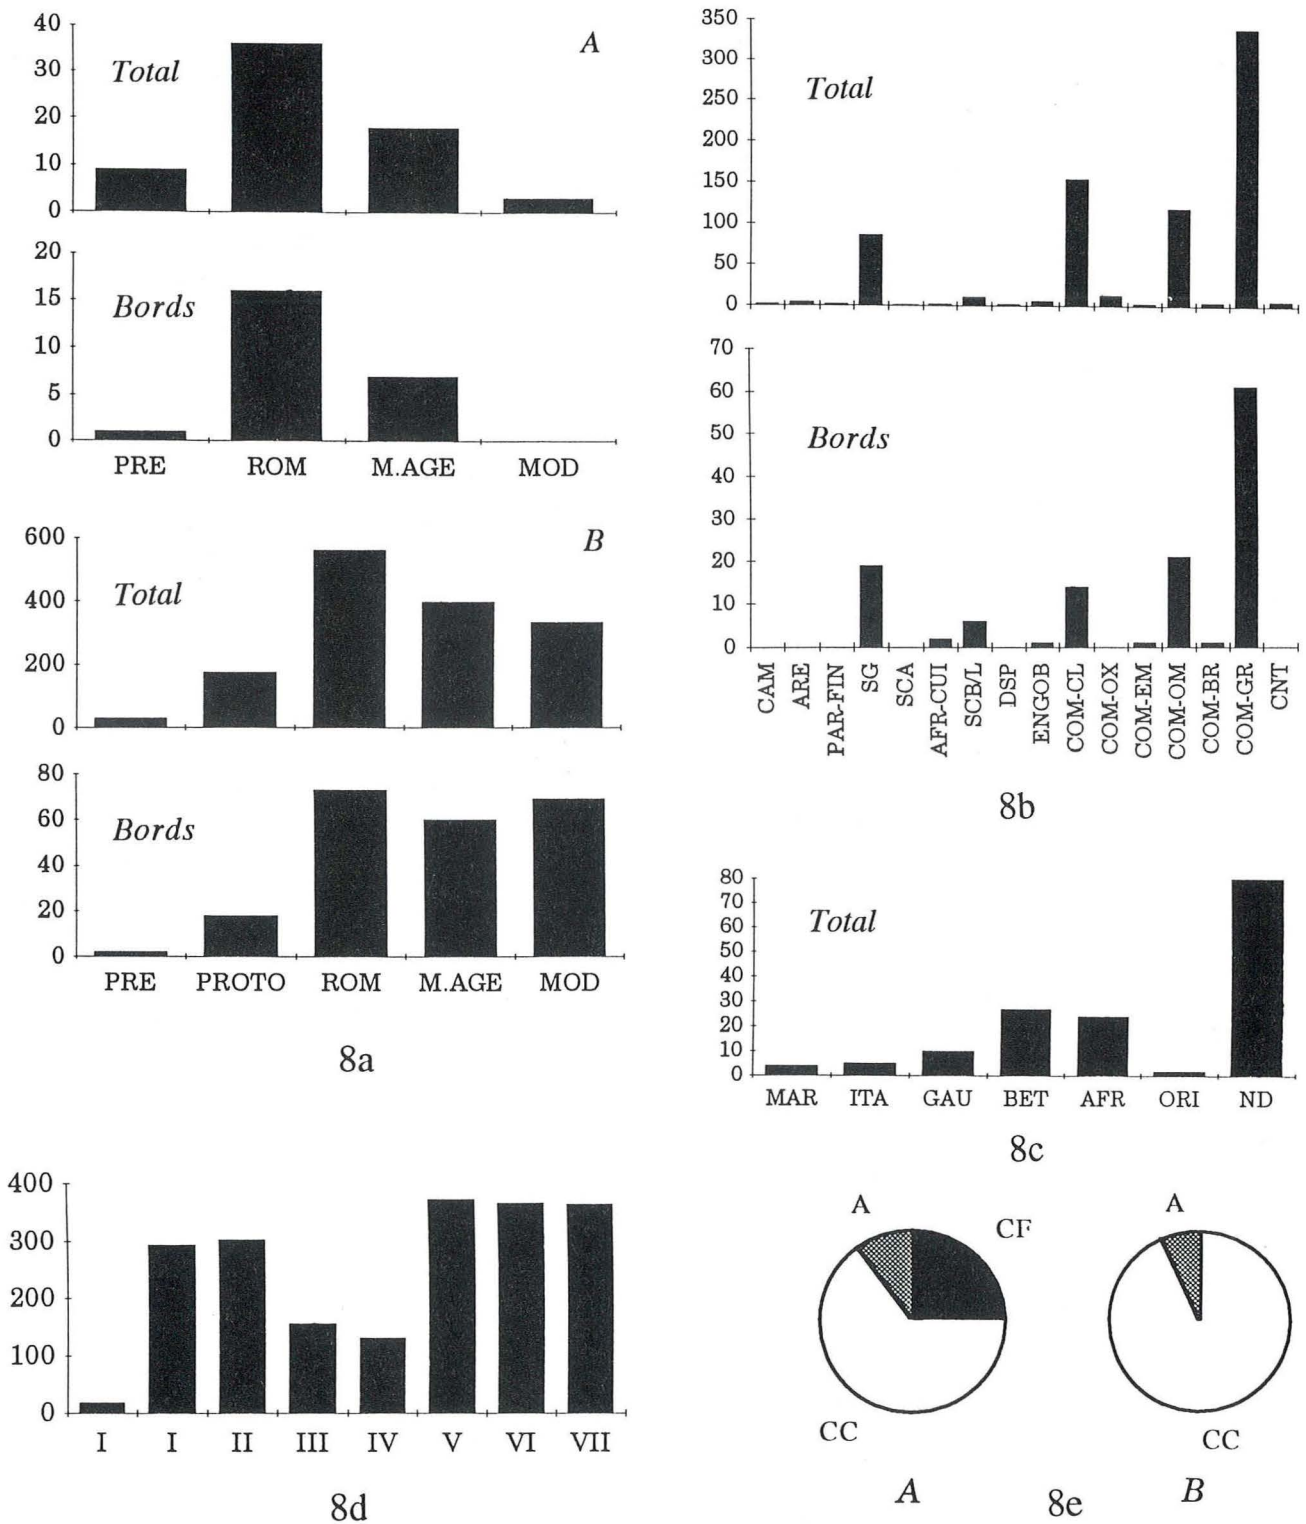 A
Total
40
30
20
10
0
Bords
20
15
10
5
0
PRE ROM M.AGE MOD
B
Total
600
400
200
0
Bords
80
60
40
20
0
PRE PROTO ROM M.AGE MOD
8a
Total
350
300
250
200
150
100
50
0
Bords
70
60
50
40
30
20
10
0
CAM ARE PAR-FIN SG SCA AFR-CUI SCB/L DSP ENGOB COM-CL COM-OX COM-EM COM-OM COM-BR COM-GR CNT
8b
Total
80
70
60
50
40
30
20
10
0
MAR ITA GAU BET AFR ORI ND
8c
400
300
200
100
0
I I II III IV V VI VII
8d
A CF CC
A CC
A 8e B